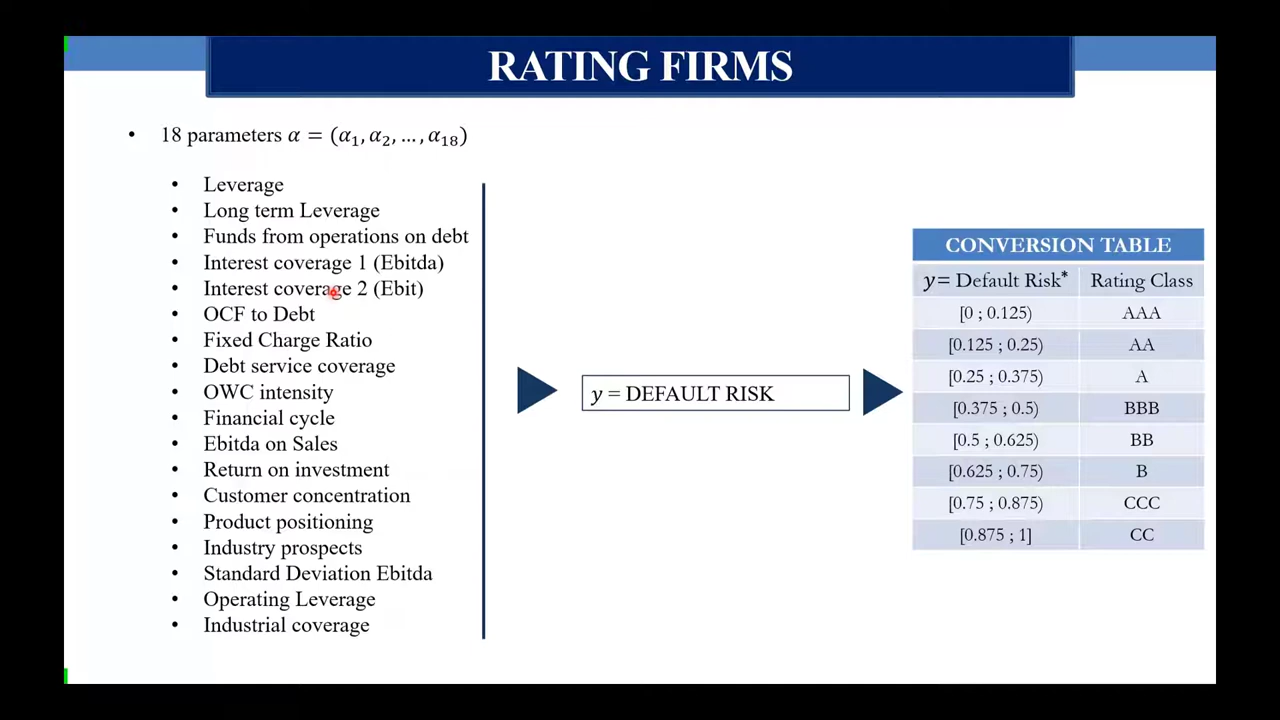 RATING FIRMS
• 18 parameters 𝛼 = (𝛼₁, 𝛼₂, … , 𝛼₁₈)
• Leverage
• Long term Leverage
• Funds from operations on debt
• Interest coverage 1 (Ebitda)
• Interest coverage 2 (Ebit)
• OCF to Debt
• Fixed Charge Ratio
• Debt service coverage
• OWC intensity
• Financial cycle
• Ebitda on Sales
• Return on investment
• Customer concentration
• Product positioning
• Industry prospects
• Standard Deviation Ebitda
• Operating Leverage
• Industrial coverage
𝑦 = DEFAULT RISK
CONVERSION TABLE
𝑦= Default Risk* Rating Class
[0 ; 0.125) AAA
[0.125 ; 0.25) AA
[0.25 ; 0.375) A
[0.375 ; 0.5) BBB
[0.5 ; 0.625) BB
[0.625 ; 0.75) B
[0.75 ; 0.875) CCC
[0.875 ; 1] CC